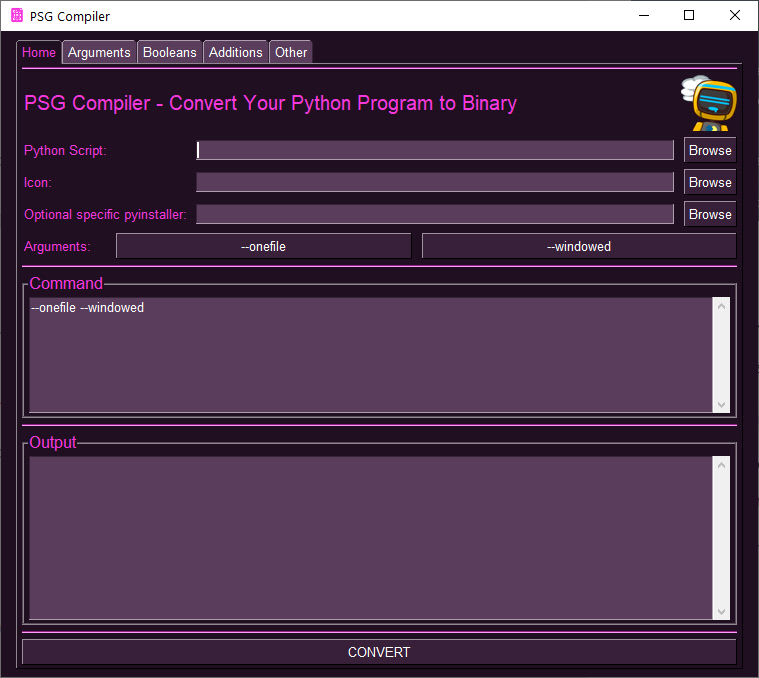 PSG Compiler
Home Arguments Booleans Additions Other
PSG Compiler - Convert Your Python Program to Binary
Python Script: Browse
Icon: Browse
Optional specific pyinstaller: Browse
Arguments: --onefile --windowed
Command
--onefile --windowed
Output
CONVERT